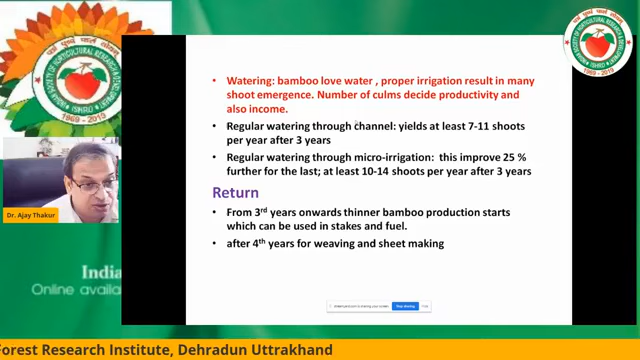 • Watering: bamboo love water , proper irrigation result in many
shoot emergence. Number of culms decide productivity and
also income.
• Regular watering through channel: yields at least 7-11 shoots
per year after 3 years
• Regular watering through micro-irrigation: this improve 25 %
further for the last; at least 10-14 shoots per year after 3 years
Return
• From 3rd years onwards thinner bamboo production starts
which can be used in stakes and fuel.
• after 4th years for weaving and sheet making
Stop sharing
Hide
Dr. Ajay Thakur
India
Online availa
Forest Research Institute, Dehradun Uttrakhand
ISHRD
1969 - 2019